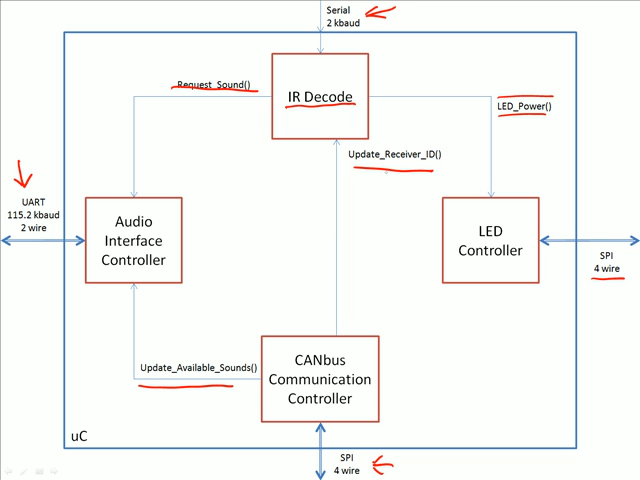 Serial
2 kbaud
Request_Sound()
IR Decode
LED_Power()
Update_Receiver_ID()
UART
115.2 kbaud
2 wire
Audio
Interface
Controller
LED
Controller
SPI
4 wire
Update_Available_Sounds()
CANbus
Communication
Controller
uC
SPI
4 wire